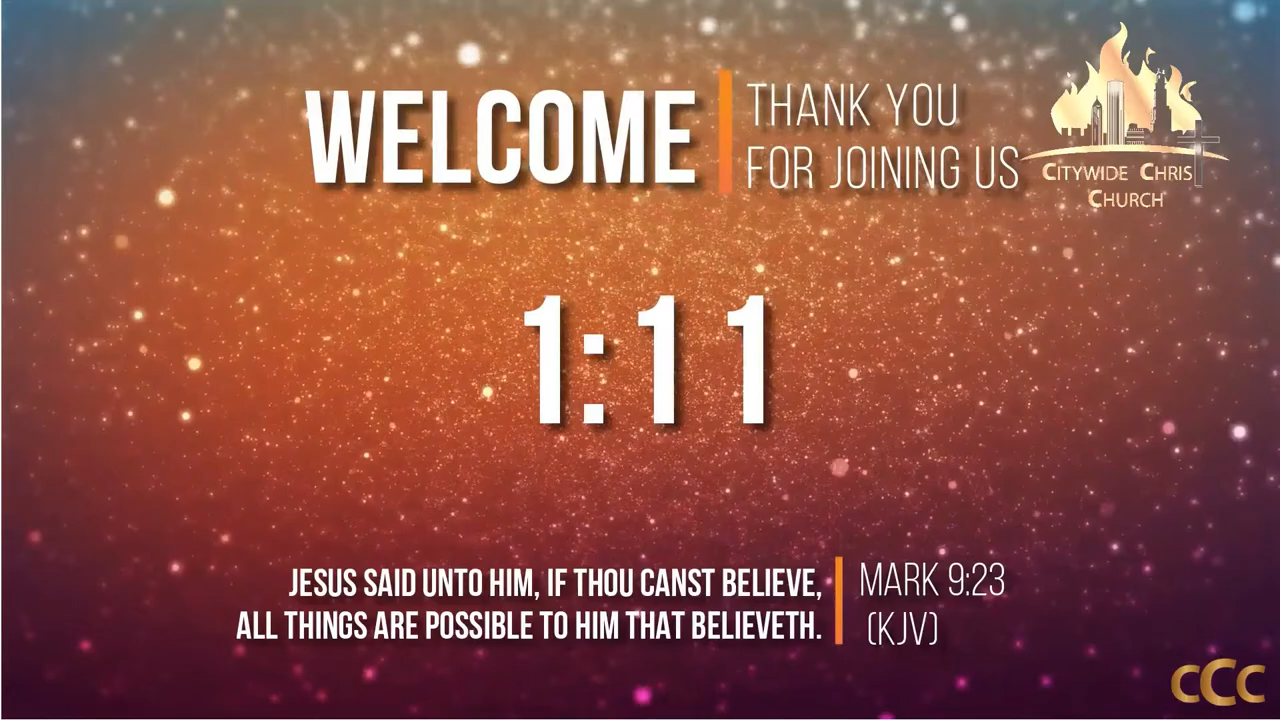 WELCOME
THANK YOU
FOR JOINING US
CITYWIDE CHRIS
CHURCH
1:11
JESUS SAID UNTO HIM, IF THOU CANST BELIEVE,
ALL THINGS ARE POSSIBLE TO HIM THAT BELIEVETH.
MARK 9:23
(KJV)
CCC